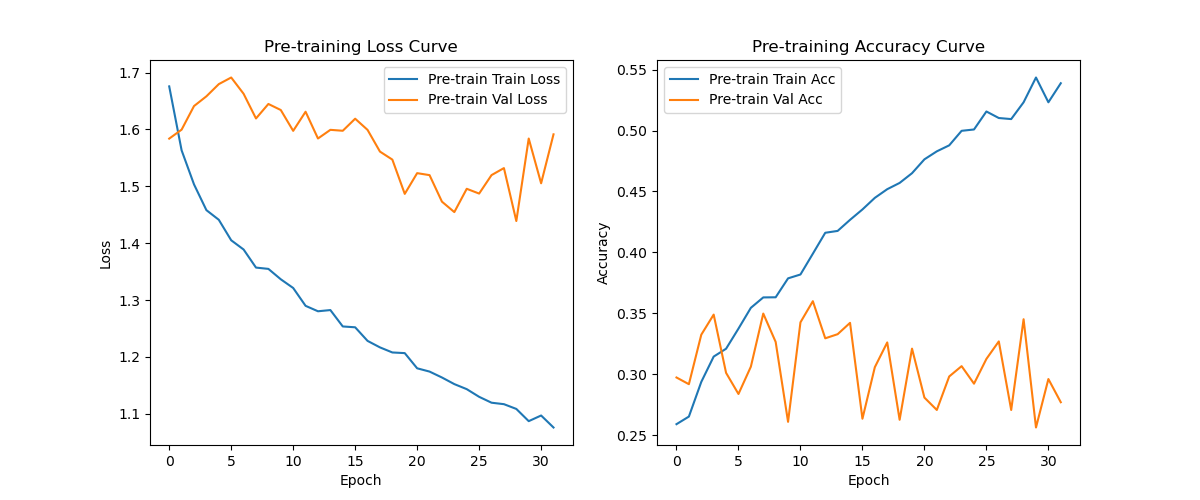 Pre-training Loss Curve
Pre-train Train Loss
Pre-train Val Loss
1.7
1.6
1.5
1.4
1.3
1.2
1.1
Loss
0 5 10 15 20 25 30
Epoch
Pre-training Accuracy Curve
Pre-train Train Acc
Pre-train Val Acc
0.55
0.50
0.45
0.40
0.35
0.30
0.25
Accuracy
0 5 10 15 20 25 30
Epoch